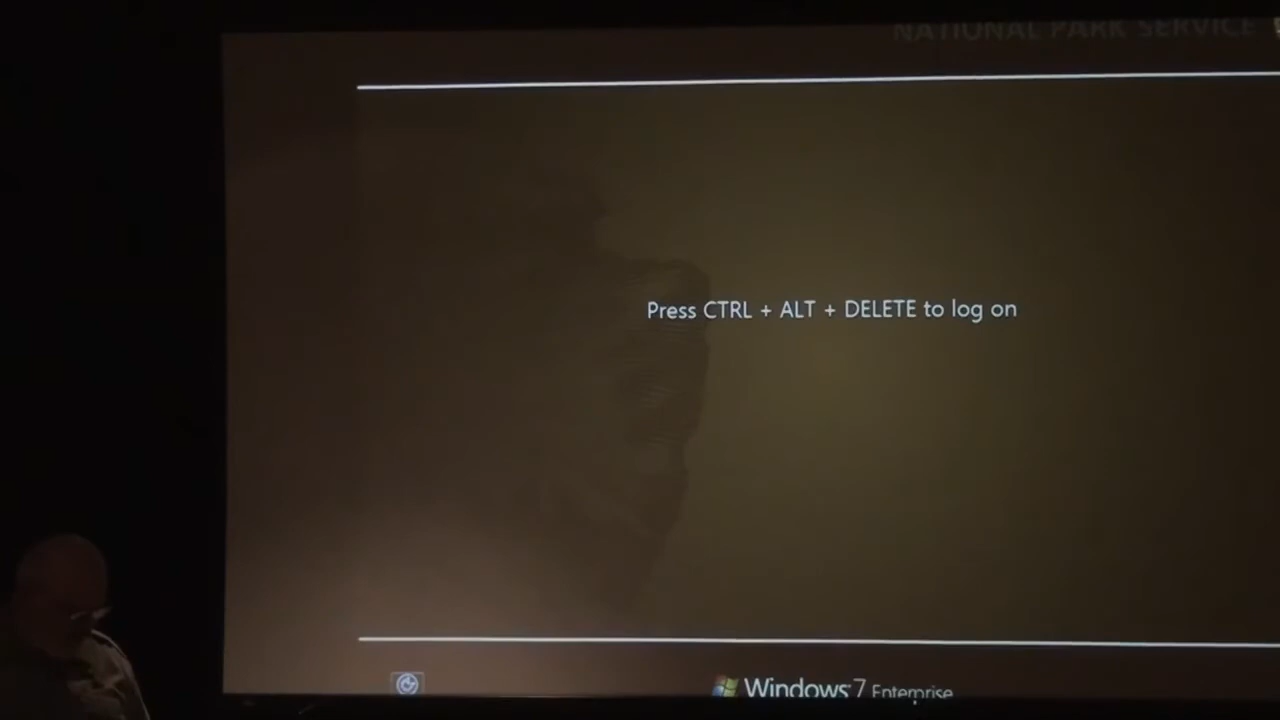 NATIONAL PARK SERVICE
Press CTRL + ALT + DELETE to log on
Windows 7 Enterprise